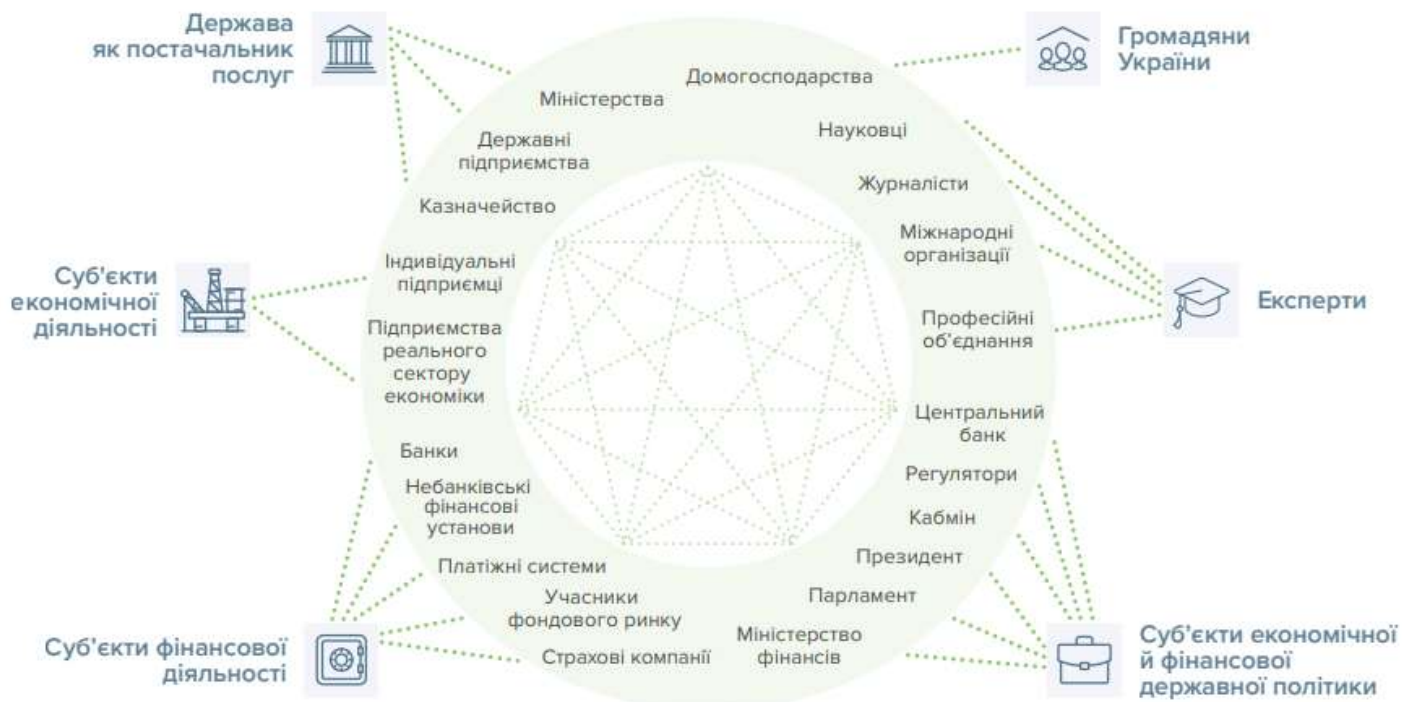 Держава
як постачальник
послуг
Громадяни
України
Домогосподарства
Міністерства
Науковці
Державні
підприємства
Журналісти
Казначейство
Міжнародні
організації
Індивідуальні
підприємці
Суб'єкти
економічної
діяльності
Експерти
Професійні
об’єднання
Підприємства
реального
сектору
економіки
Центральний
банк
Банки
Регулятори
Небанківські
фінансові
установи
Кабмін
Президент
Платіжні системи
Парламент
Учасники
фондового ринку
Міністерство
фінансів
Страхові компанії
Суб'єкти фінансової
діяльності
Суб'єкти економічної
й фінансової
державної політики